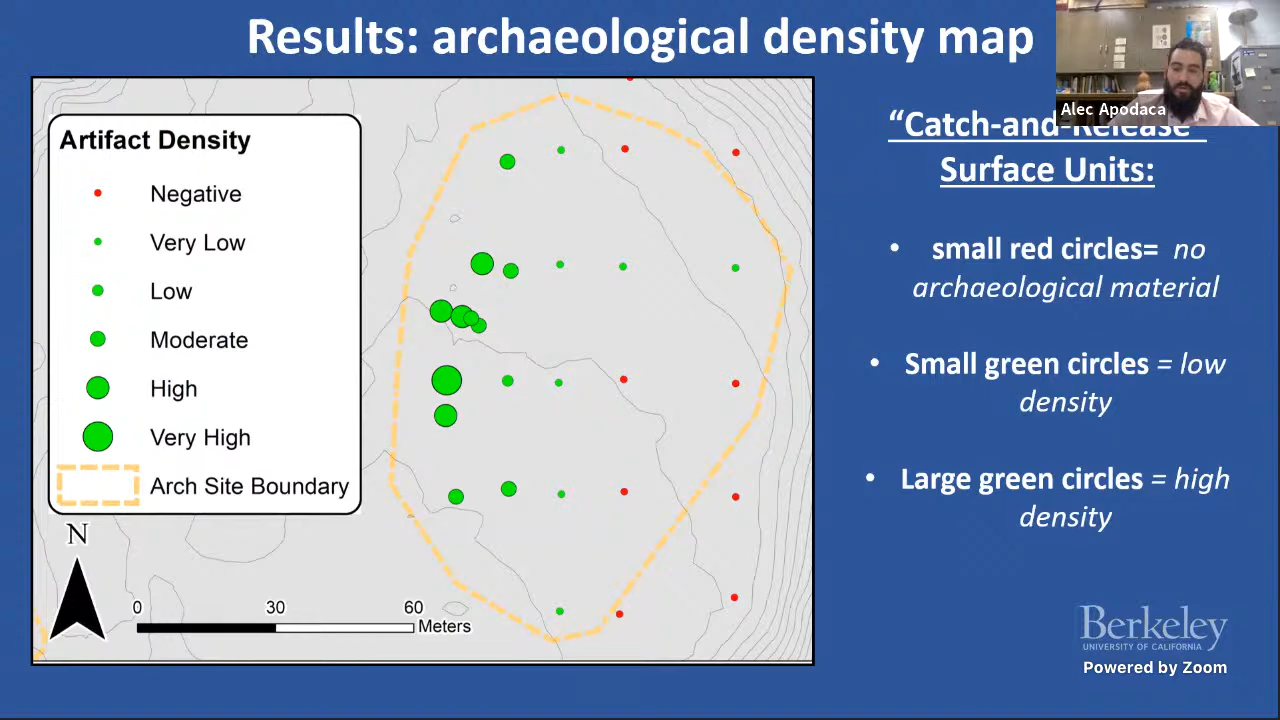 Results: archaeological density map
Alec Apodaca
Artifact Density
Negative
Very Low
Low
Moderate
High
Very High
Arch Site Boundary
N
0 30 60
Meters
“Catch-and-Release”
Surface Units:
• small red circles= no
archaeological material
• Small green circles = low
density
• Large green circles = high
density
Berkeley
UNIVERSITY OF CALIFORNIA
Powered by Zoom